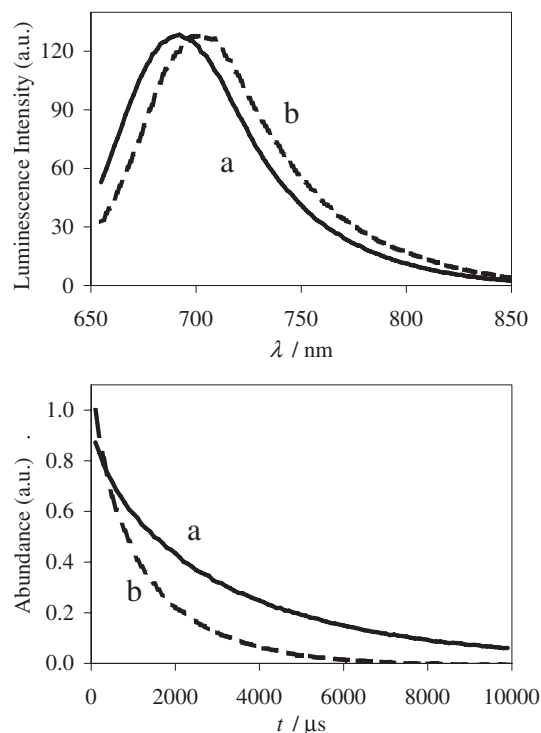 Luminescence Intensity (a.u.)
120
90
60
30
0
a
b
650
700
750
800
850
λ / nm
Abundance (a.u.) .
1.0
0.8
0.6
0.4
0.2
0.0
a
b
0
2000
4000
6000
8000
10000
t / μs